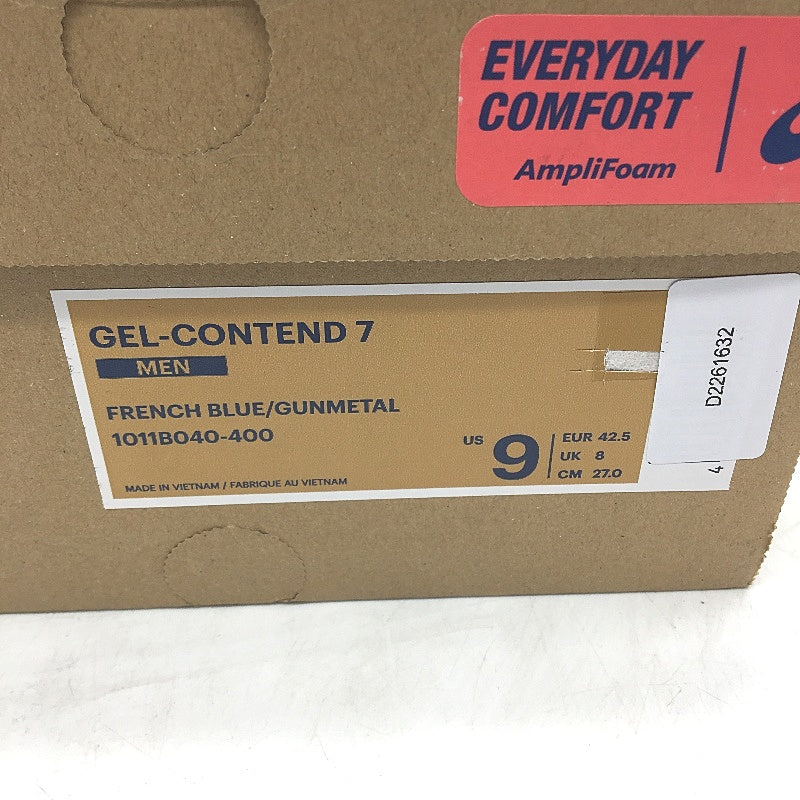 EVERYDAY
COMFORT
AmpliFoam
GEL-CONTEND 7
MEN
FRENCH BLUE/GUNMETAL
1011B040-400
MADE IN VIETNAM / FABRIQUE AU VIETNAM
US 9
EUR 42.5
UK 8
CM 27.0
D2261632
4